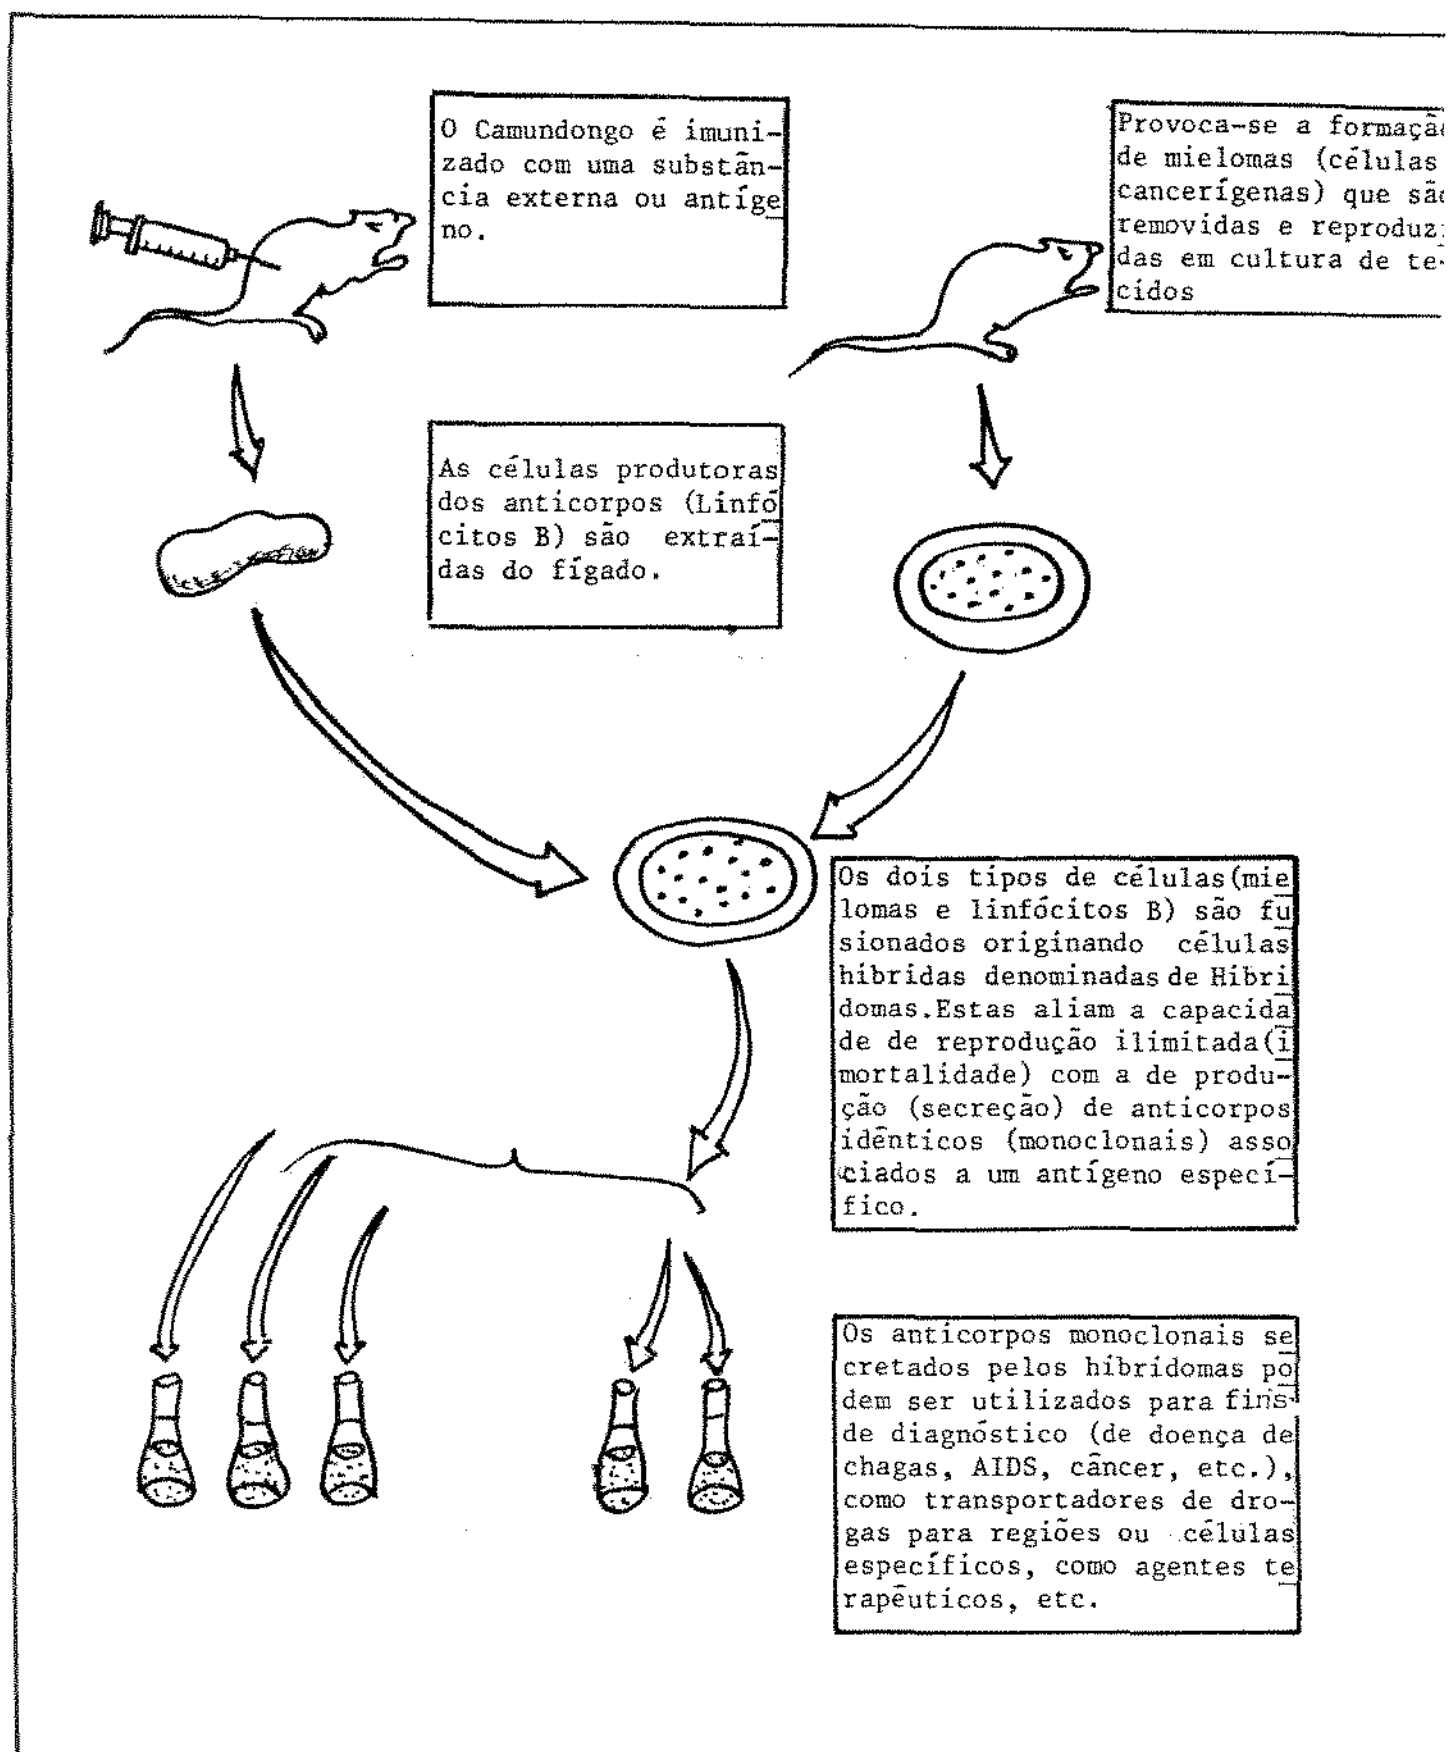 O Camundongo é imuni-
zado com uma substân-
cia externa ou antíge
no.
Provoca-se a formaçã
de mielomas (células
cancerígenas) que sã
removidas e reproduz
das em cultura de te-
cidos
As células produtoras
dos anticorpos (Linfó
citos B) são extraí-
das do fígado.
Os dois tipos de células(mie
lomas e linfócitos B) são fu
sionados originando células
híbridas denominadas de Hibri
domas.Estas aliam a capacida
de de reprodução ilimitada(i
mortalidade) com a de produ-
ção (secreção) de anticorpos
idênticos (monoclonais) asso
ciados a um antígeno especí-
fico.
Os anticorpos monoclonais se
cretados pelos hibridomas po
dem ser utilizados para fins
de diagnóstico (de doença de
chagas, AIDS, câncer, etc.),
como transportadores de dro-
gas para regiões ou células
específicos, como agentes te
rapêuticos, etc.